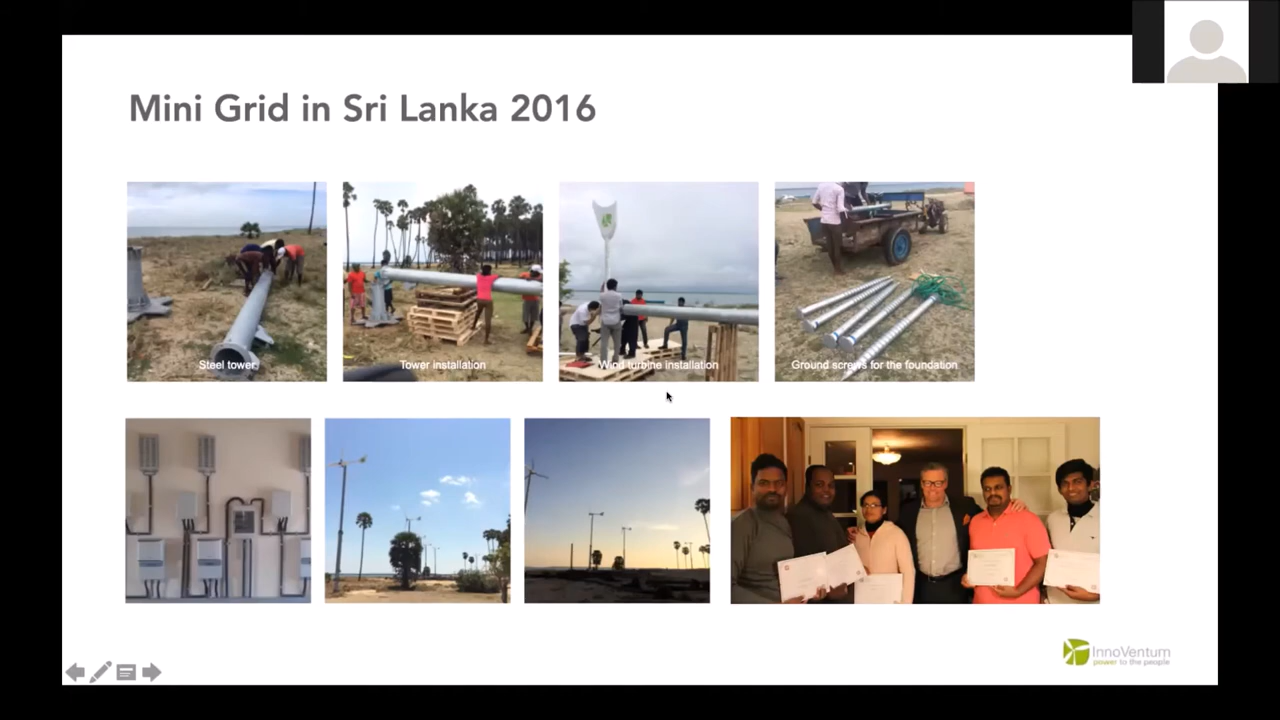 Mini Grid in Sri Lanka 2016
Steel tower
Tower installation
Wind turbine installation
Ground screws for the foundation
InnoVentum
power to the people